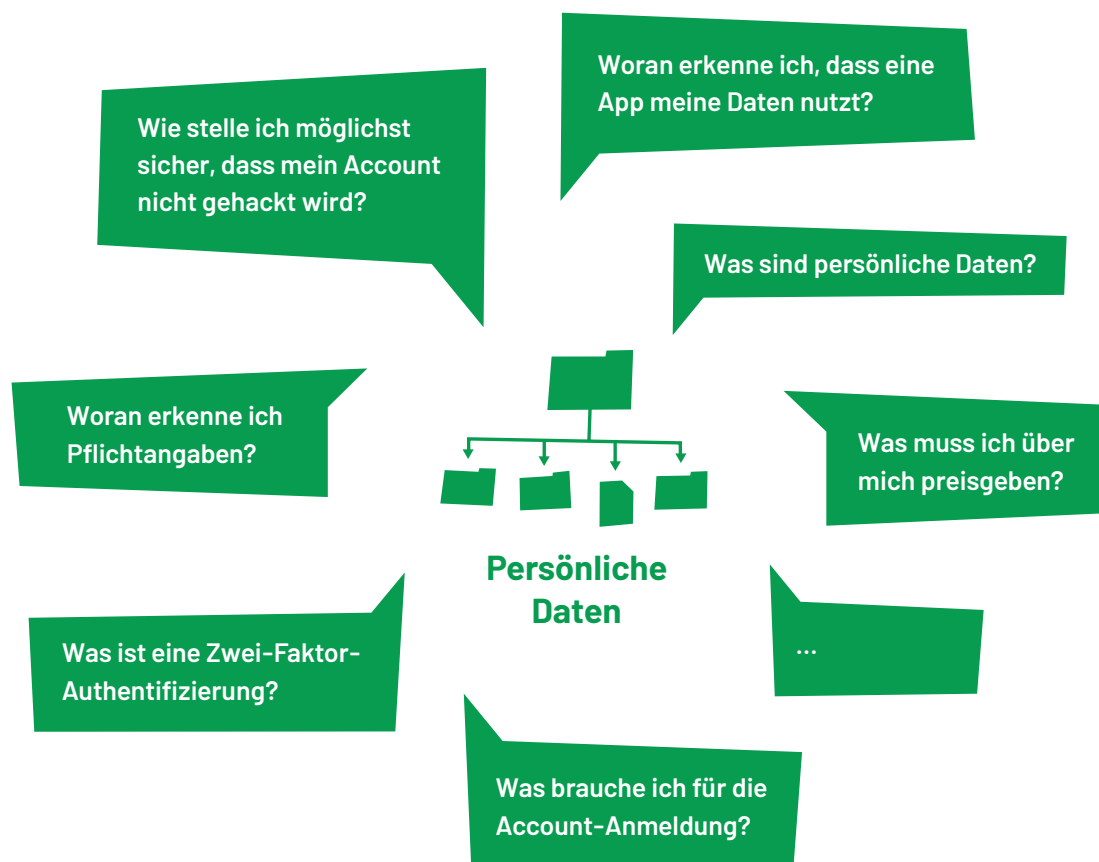 Woran erkenne ich, dass eine
App meine Daten nutzt?
Wie stelle ich möglichst
sicher, dass mein Account
nicht gehackt wird?
Was sind persönliche Daten?
Woran erkenne ich
Pflichtangaben?
Was muss ich über
mich preisgeben?
Persönliche
Daten
Was ist eine Zwei-Faktor-
Authentifizierung?
...
Was brauche ich für die
Account-Anmeldung?